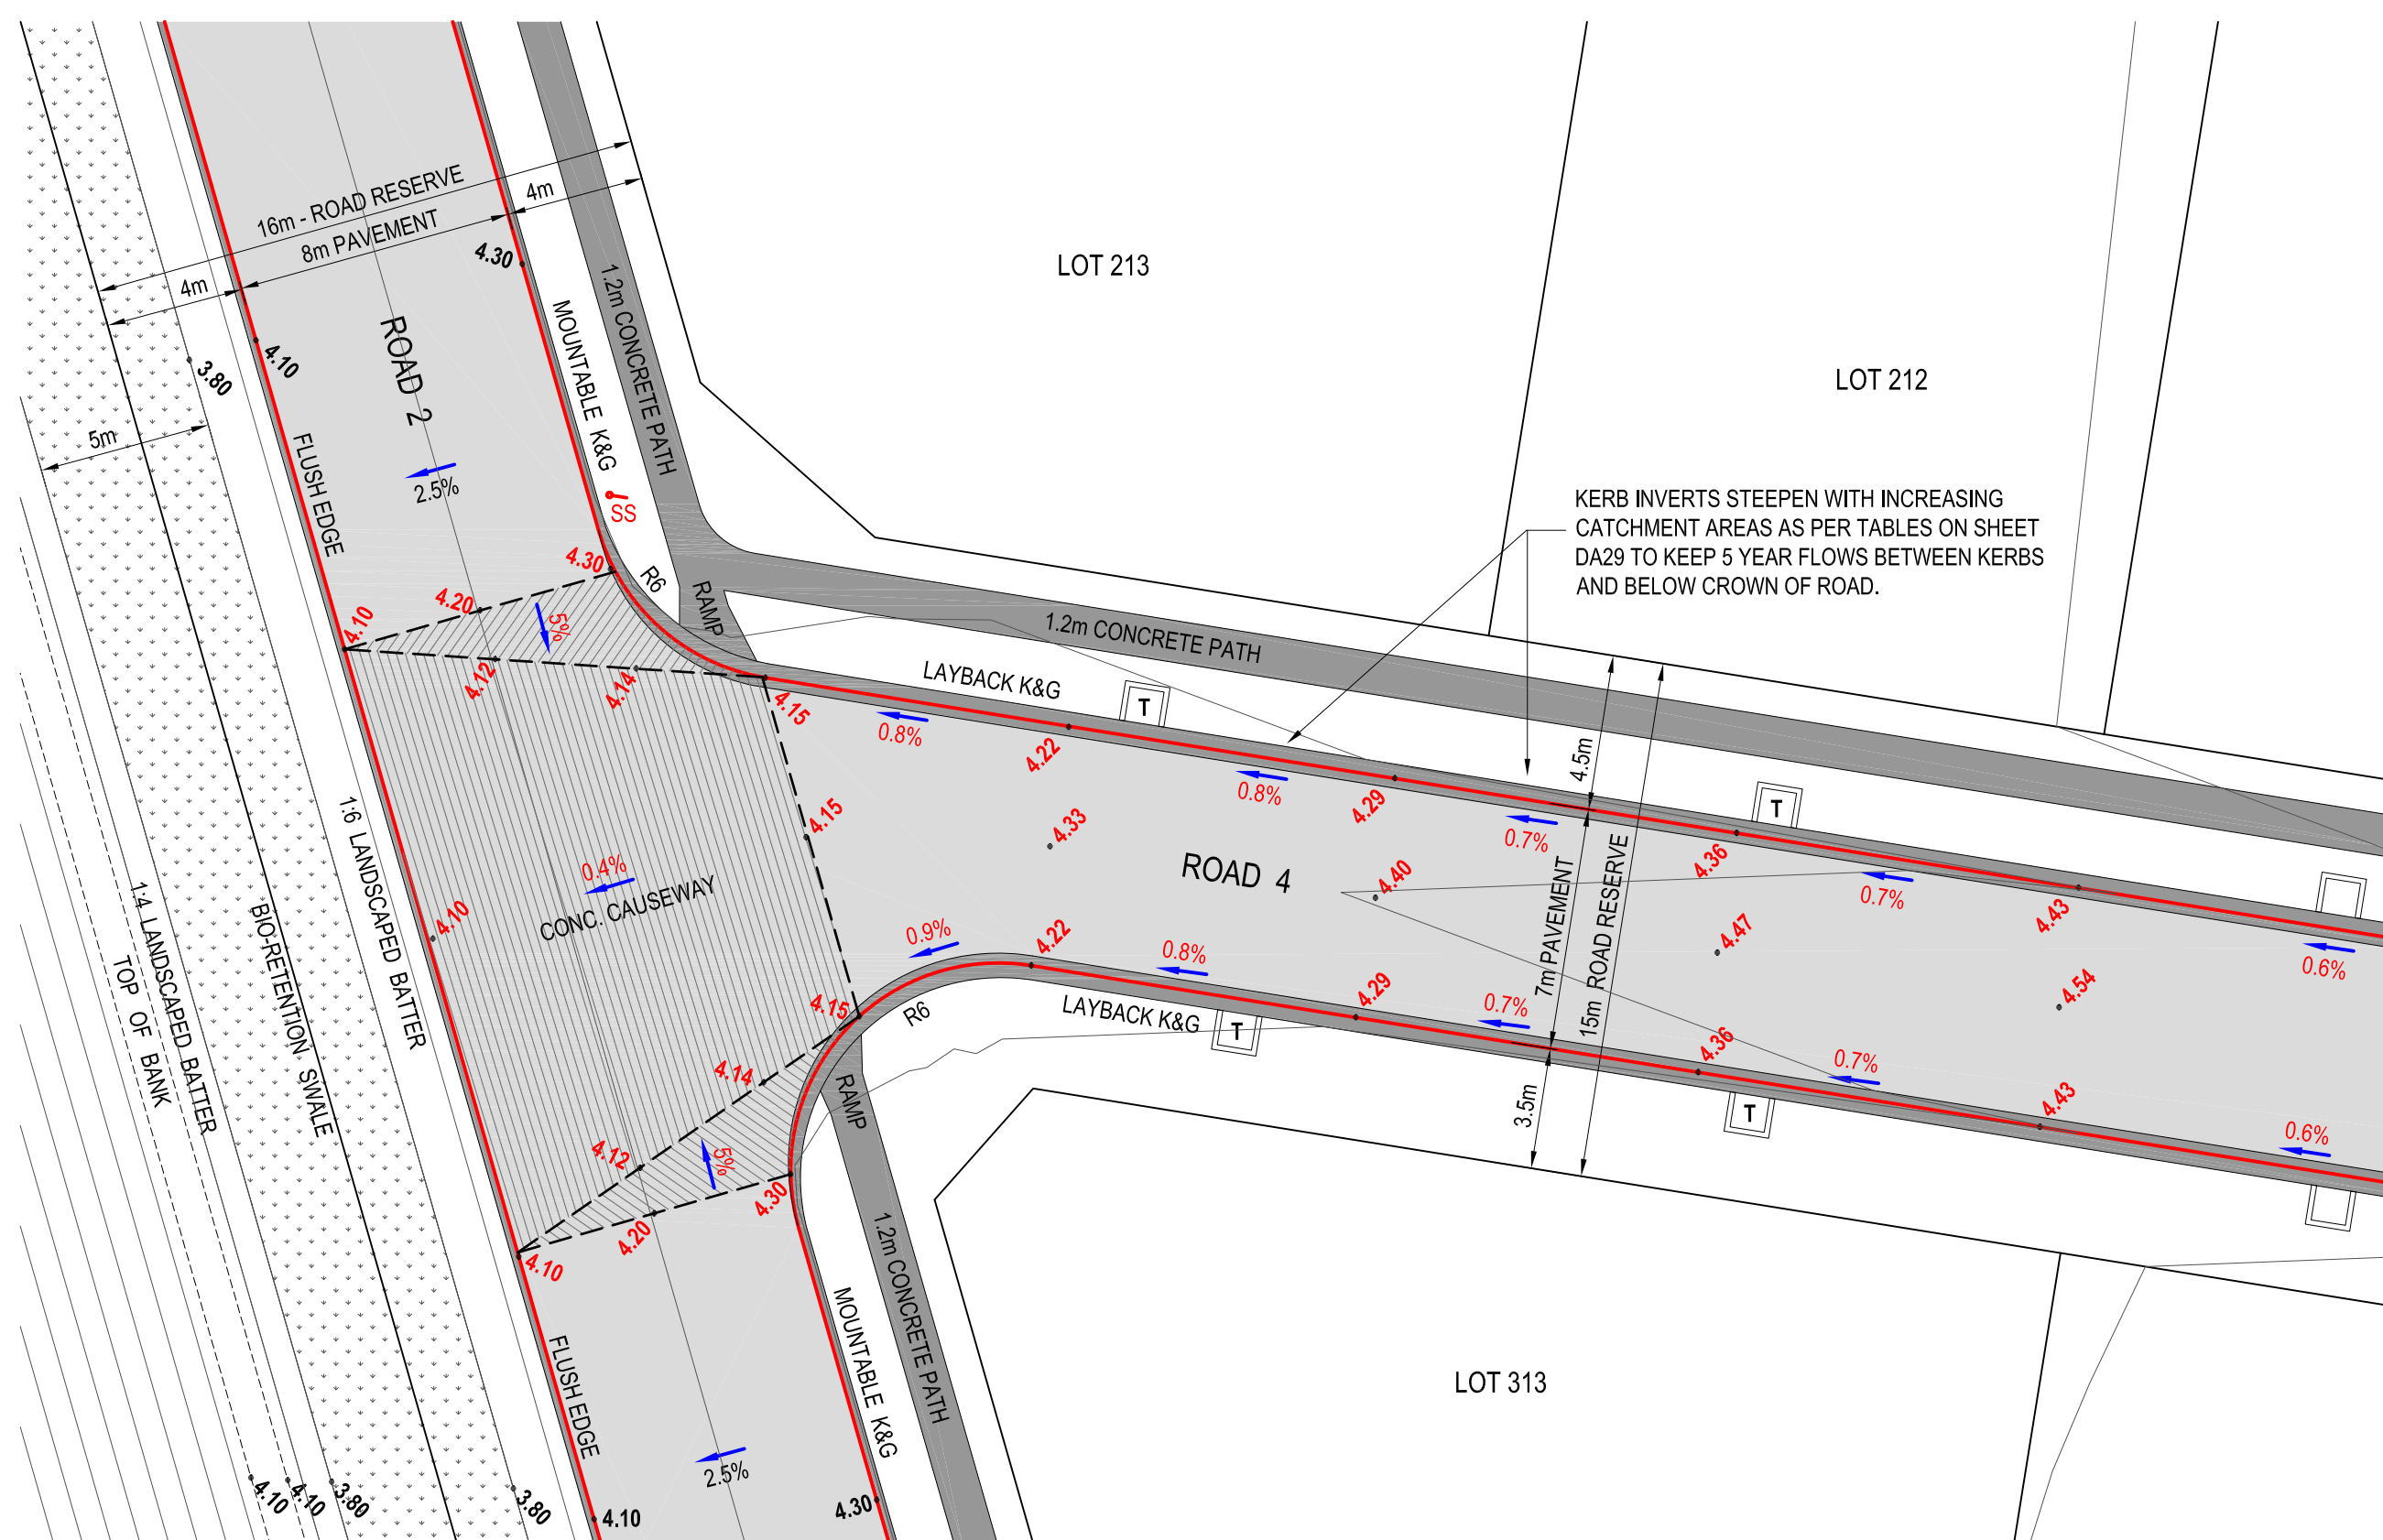 16m - ROAD RESERVE
8m PAVEMENT
4m
4m
4.30
1.2m CONCRETE PATH
LOT 213
LOT 212
ROAD 2
4.10
3.80
5m
MOUNTABLE K&G
FLUSH EDGE
2.5%
SS
KERB INVERTS STEEPEN WITH INCREASING
CATCHMENT AREAS AS PER TABLES ON SHEET
DA29 TO KEEP 5 YEAR FLOWS BETWEEN KERBS
AND BELOW CROWN OF ROAD.
4.30
R6
RAMP
4.20
4.10
5%
1.2m CONCRETE PATH
4.12
4.14
4.15
LAYBACK K&G
T
0.8%
4.22
0.8%
4.29
4.5m
T
0.7%
4.36
0.7%
4.43
0.6%
4.15
4.33
ROAD 4
4.40
4.47
4.54
7m PAVEMENT
15m ROAD RESERVE
3.5m
0.4%
CONC. CAUSEWAY
4.10
1:6 LANDSCAPED BATTER
BIO-RETENTION SWALE
1:4 LANDSCAPED BATTER
TOP OF BANK
0.9%
4.22
0.8%
4.29
0.7%
4.36
0.7%
4.43
0.6%
4.15
R6
LAYBACK K&G
T
T
4.14
RAMP
4.12
5%
4.30
4.20
4.10
1.2m CONCRETE PATH
MOUNTABLE K&G
FLUSH EDGE
2.5%
LOT 313
4.10
4.10
3.80
3.80
4.10
4.30